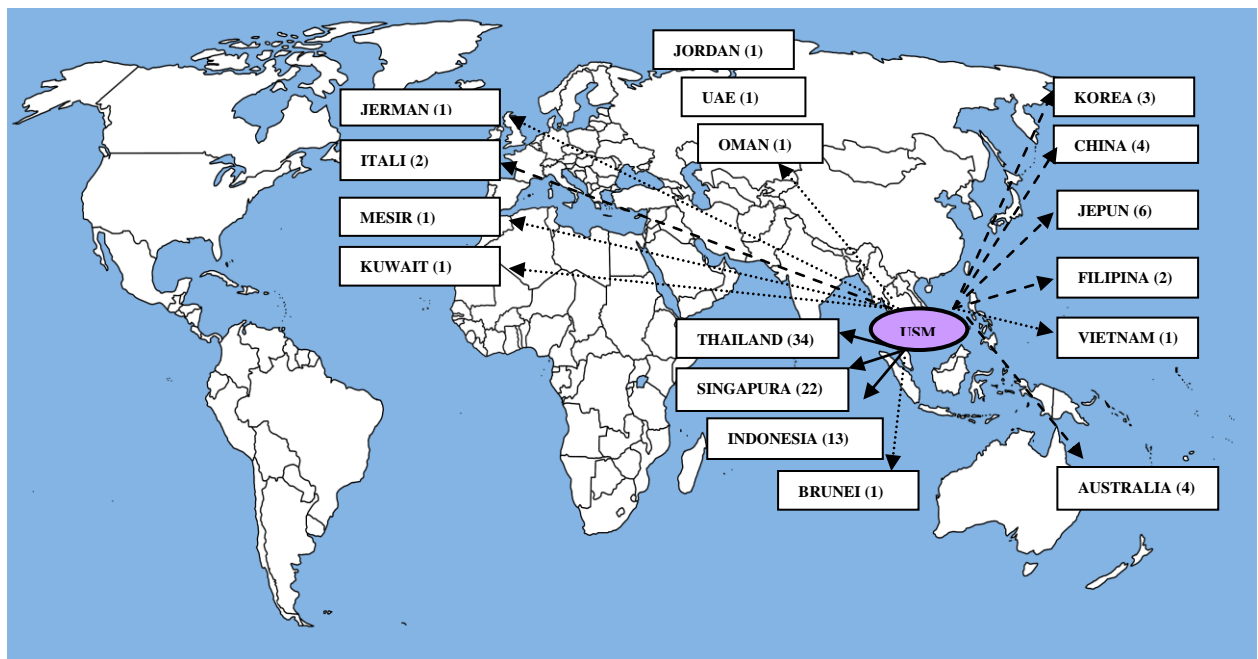 JORDAN (1)
UAE (1)
OMAN (1)
JERMAN (1)
ITALI (2)
MESIR (1)
KUWAIT (1)
KOREA (3)
CHINA (4)
JEPUN (6)
FILIPINA (2)
VIETNAM (1)
USM
THAILAND (34)
SINGAPURA (22)
INDONESIA (13)
BRUNEI (1)
AUSTRALIA (4)